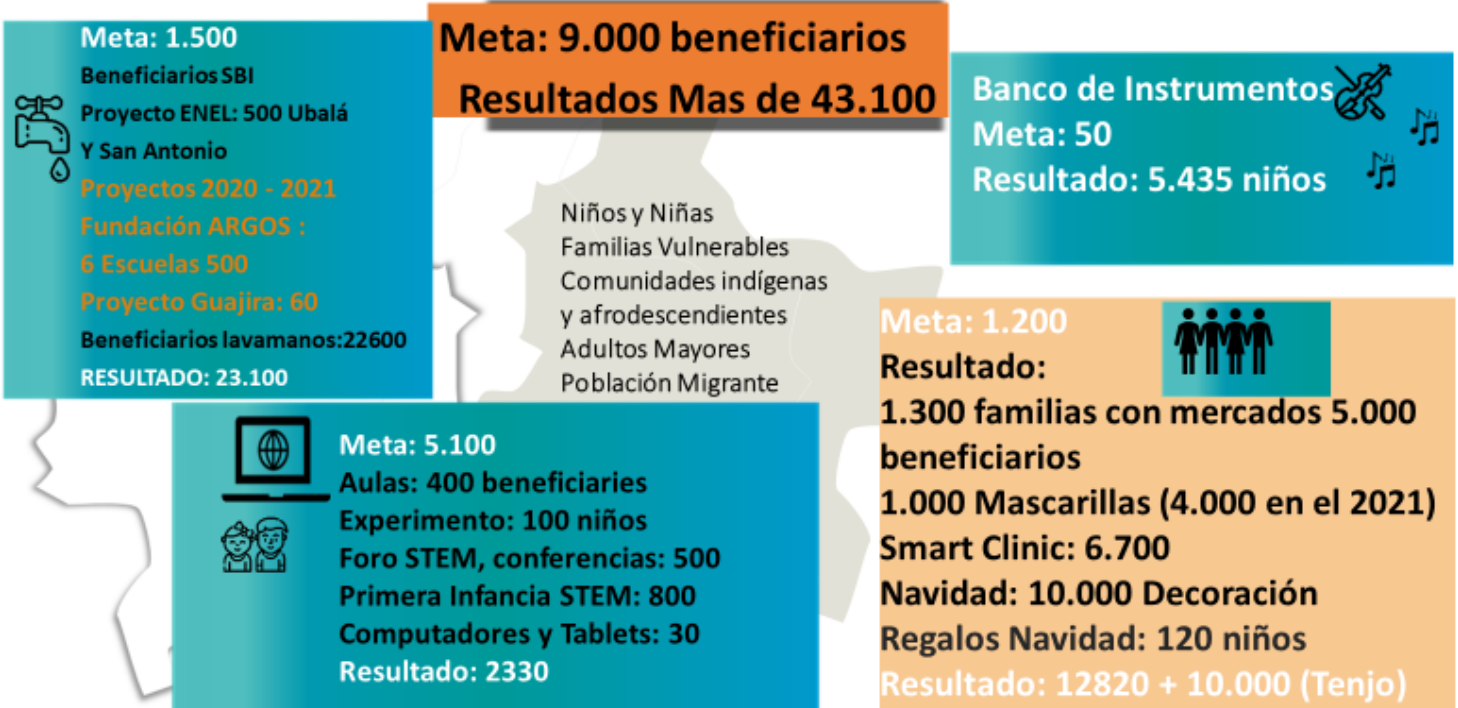 Meta: 1.500
Beneficiarios SBI
Proyecto ENEL: 500 Ubalá
Y San Antonio
Proyectos 2020 - 2021
Fundación ARGOS :
6 Escuelas 500
Proyecto Guajira: 60
Beneficiarios lavamanos:22600
RESULTADO: 23.100
Meta: 9.000 beneficiarios
Resultados Mas de 43.100
Banco de Instrumentos
Meta: 50
Resultado: 5.435 niños
Niños y Niñas
Familias Vulnerables
Comunidades indígenas
y afrodescendientes
Adultos Mayores
Población Migrante
Meta: 5.100
Aulas: 400 beneficiaries
Experimento: 100 niños
Foro STEM, conferencias: 500
Primera Infancia STEM: 800
Computadores y Tablets: 30
Resultado: 2330
Meta: 1.200
Resultado:
1.300 familias con mercados 5.000
beneficiarios
1.000 Mascarillas (4.000 en el 2021)
Smart Clinic: 6.700
Navidad: 10.000 Decoración
Regalos Navidad: 120 niños
Resultado: 12820 + 10.000 (Tenjo)